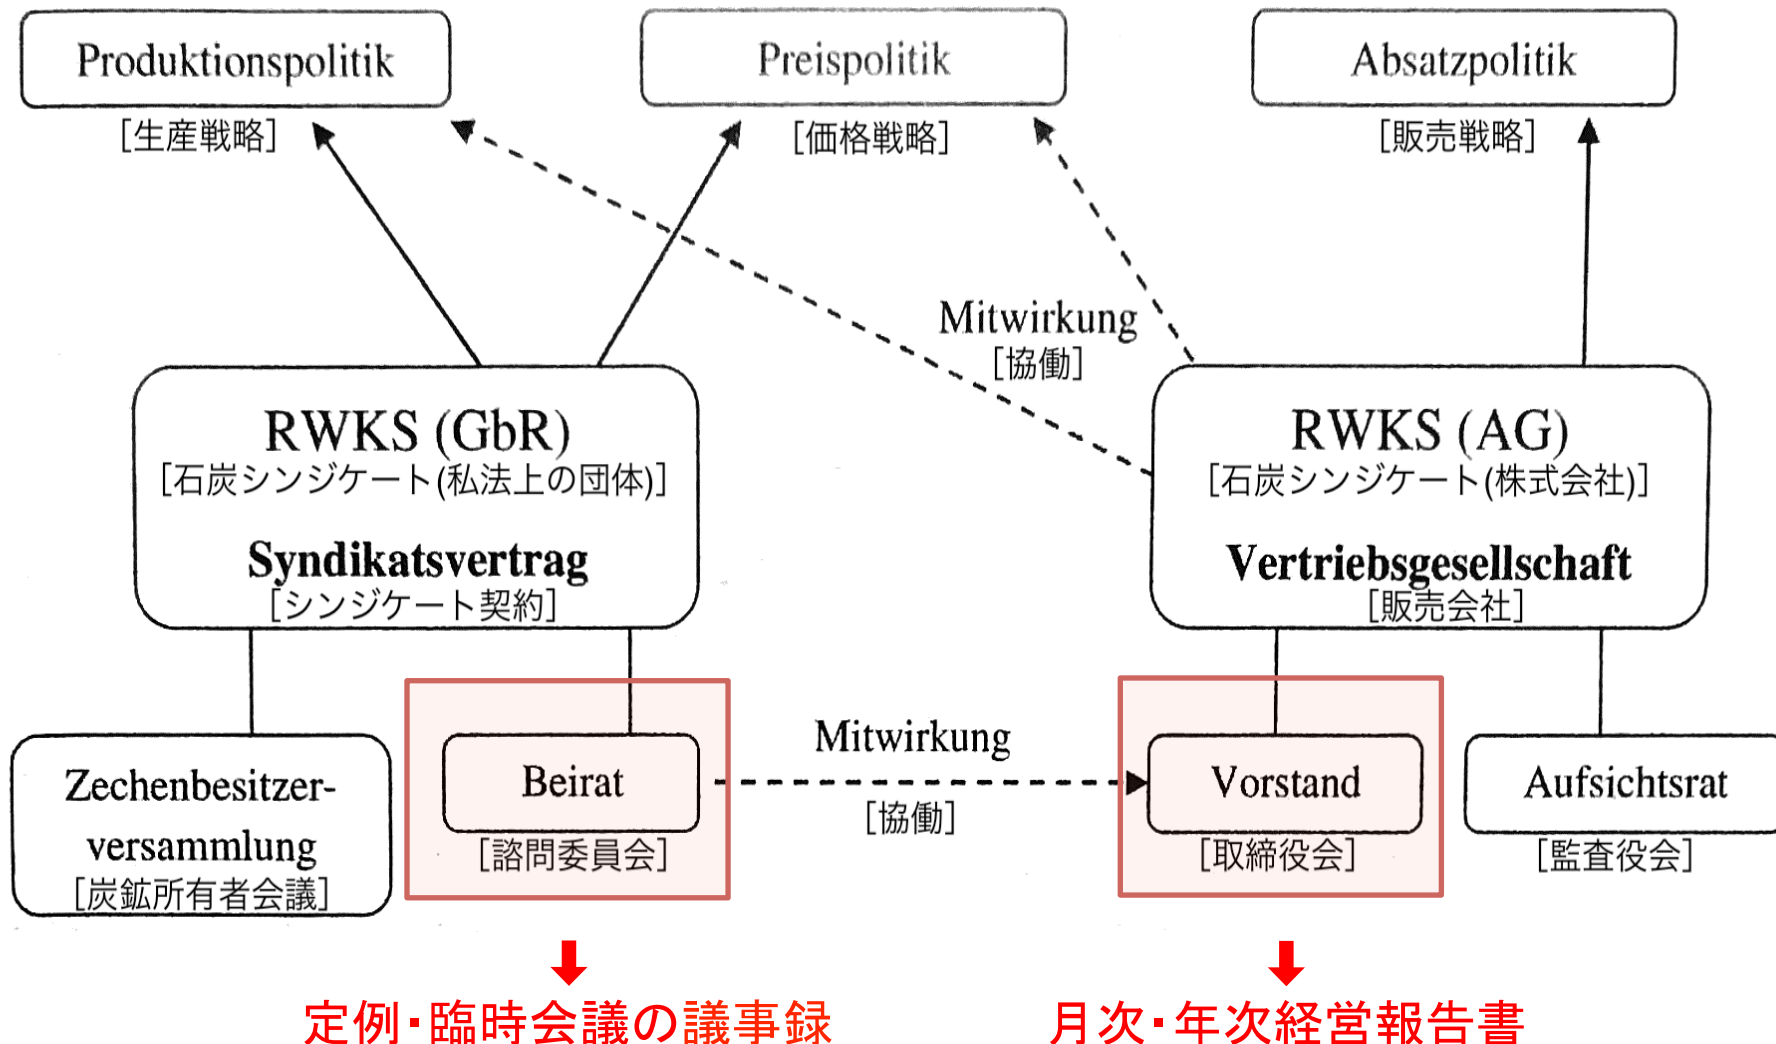 Produktionspolitik
[生産戦略]
Preispolitik
[価格戦略]
Absatzpolitik
[販売戦略]
Mitwirkung
[協働]
RWKS (GbR)
[石炭シンジケート(私法上の団体)]
Syndikatsvertrag
[シンジケート契約]
RWKS (AG)
[石炭シンジケート(株式会社)]
Vertriebsgesellschaft
[販売会社]
Zechenbesitzer-
versammlung
[炭鉱所有者会議]
Beirat
[諮問委員会]
Mitwirkung
[協働]
Vorstand
[取締役会]
Aufsichtsrat
[監査役会]
定例・臨時会議の議事録
月次・年次経営報告書